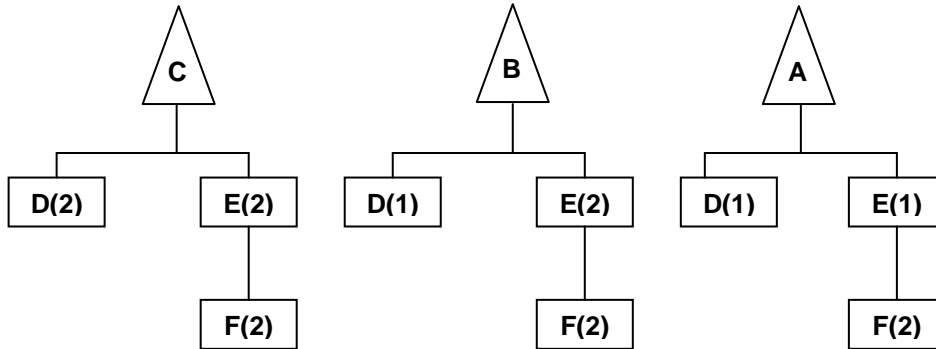 C B A
D(2) E(2) D(1) E(2) D(1) E(1)
F(2) F(2) F(2)